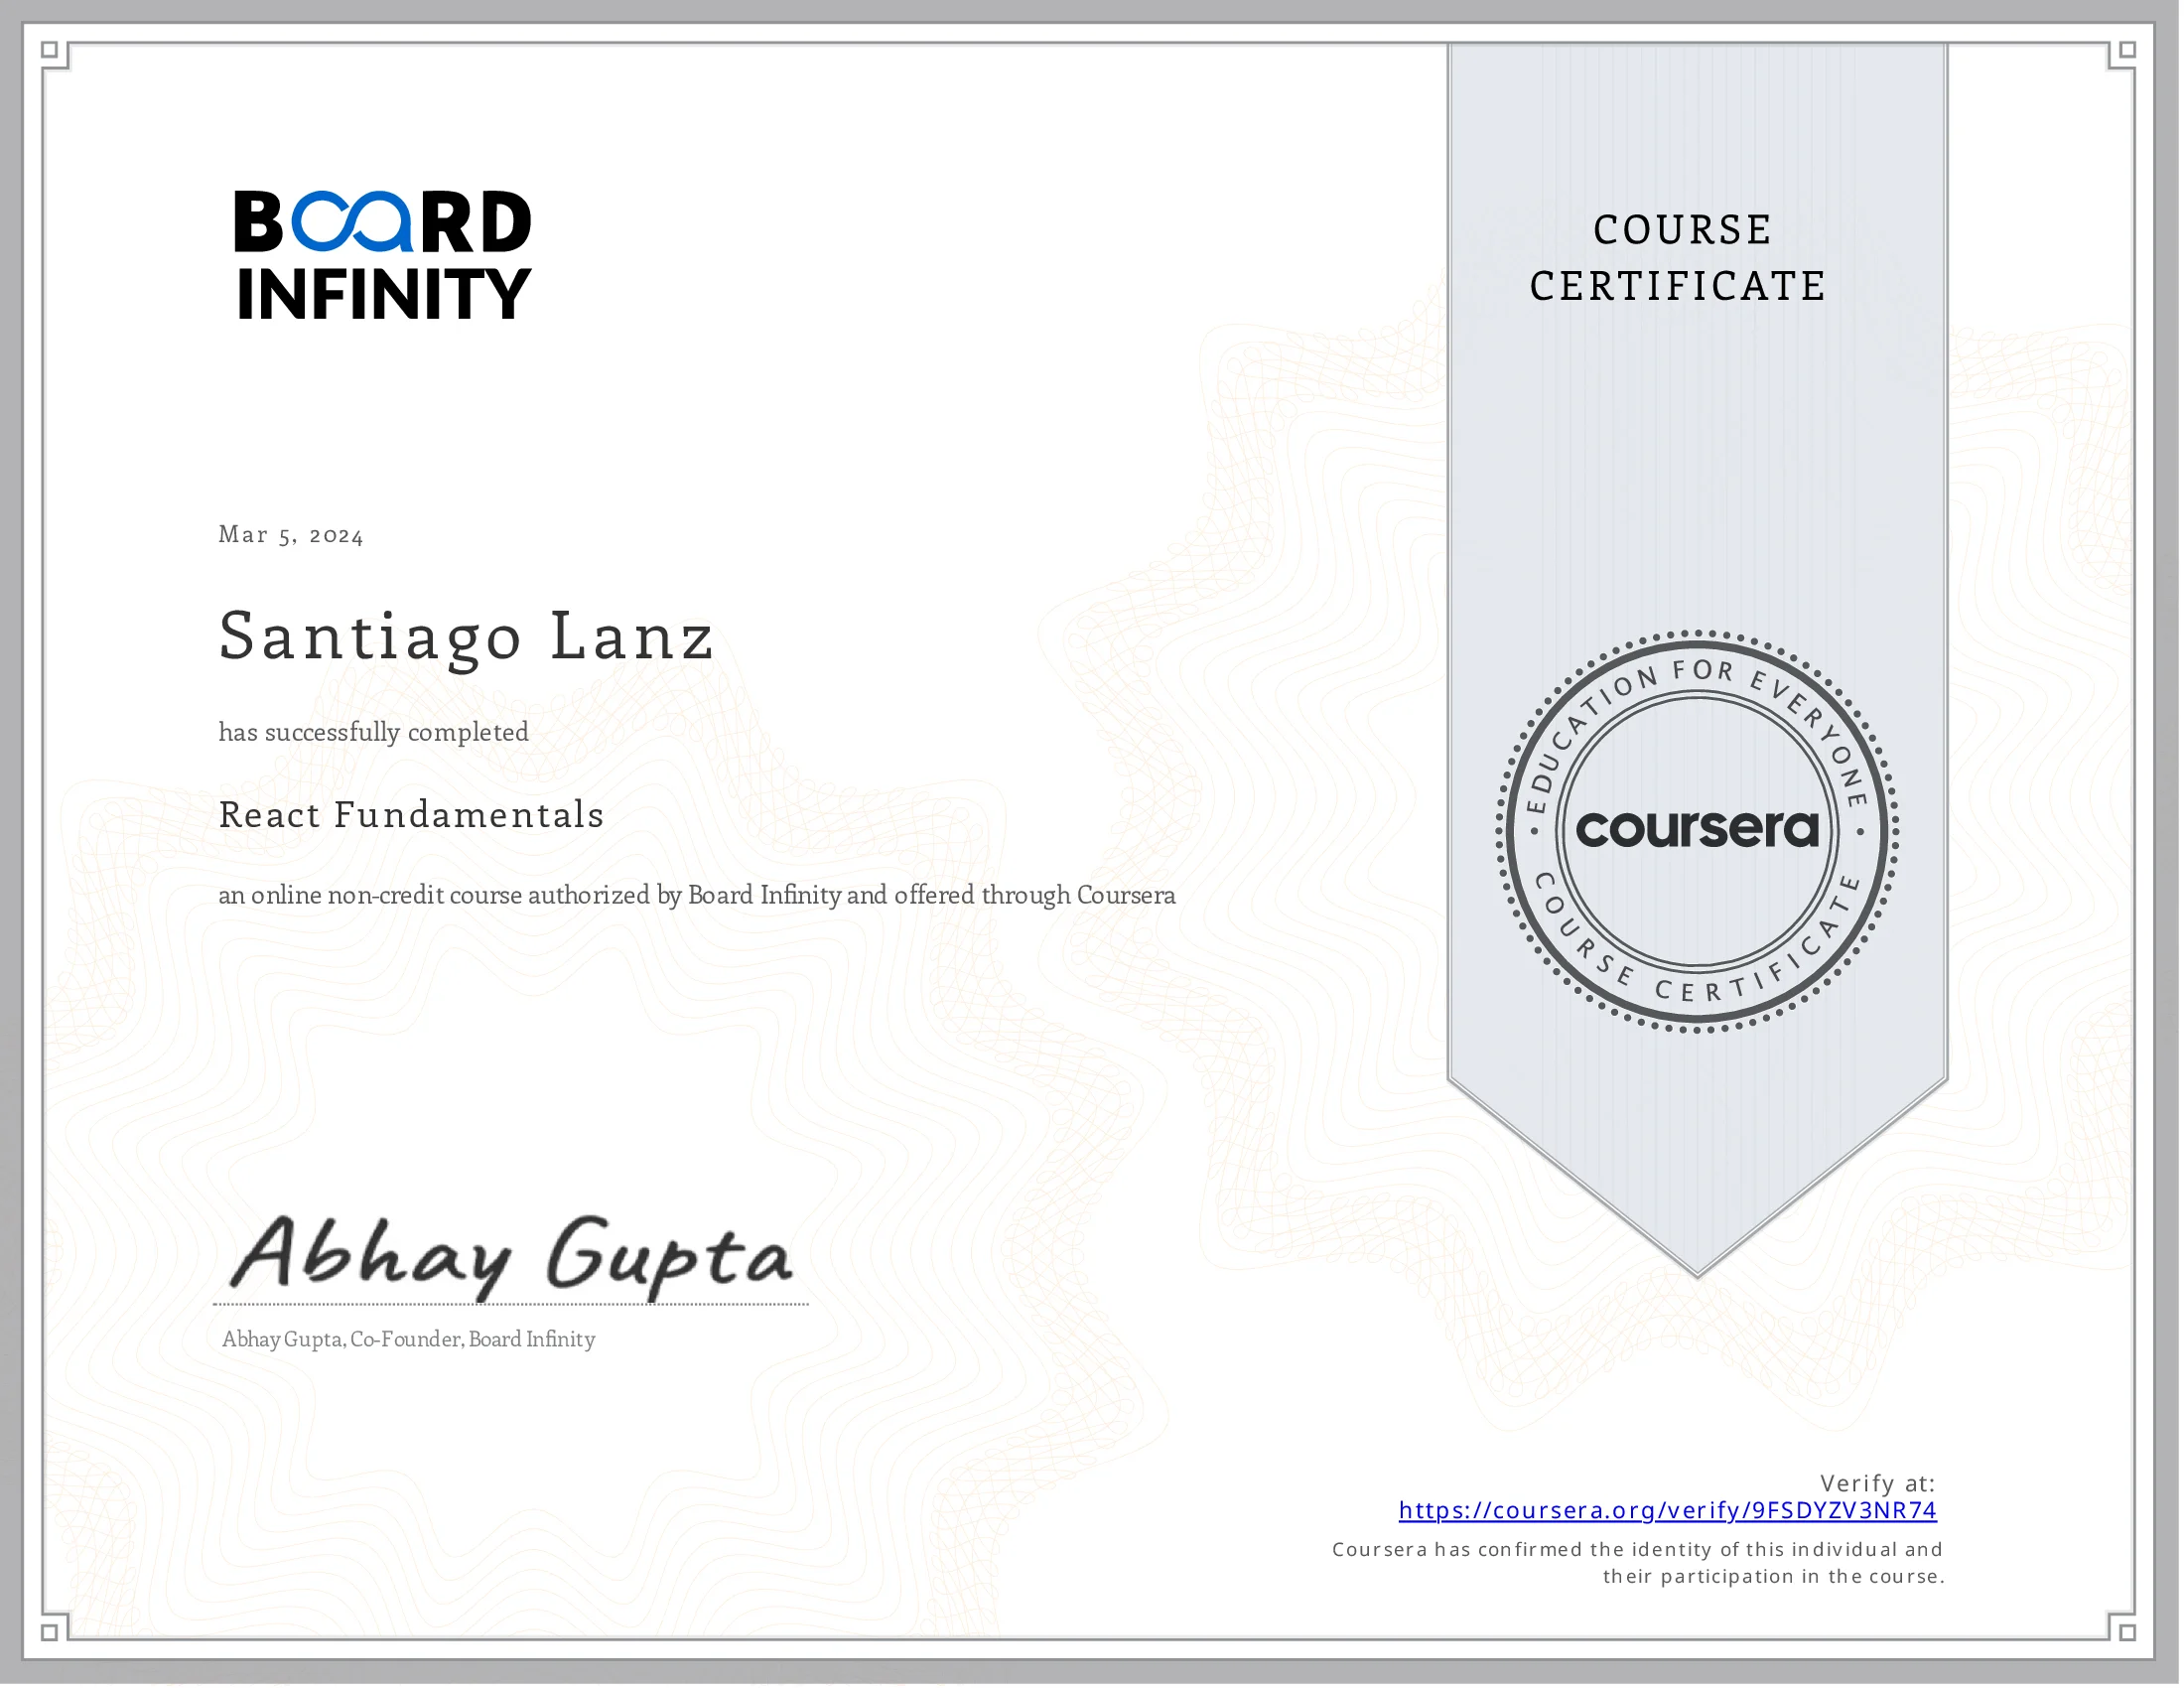 BOARD
INFINITY
COURSE
CERTIFICATE
Mar 5, 2024
Santiago Lanz
has successfully completed
React Fundamentals
an online non-credit course authorized by Board Infinity and offered through Coursera
EDUCATION FOR EVERYONE
coursera
COURSE CERTIFICATE
Abhay Gupta
Abhay Gupta, Co-Founder, Board Infinity
Verify at:
https://coursera.org/verify/9FSDYZV3NR74
Coursera has confirmed the identity of this individual and
their participation in the course.